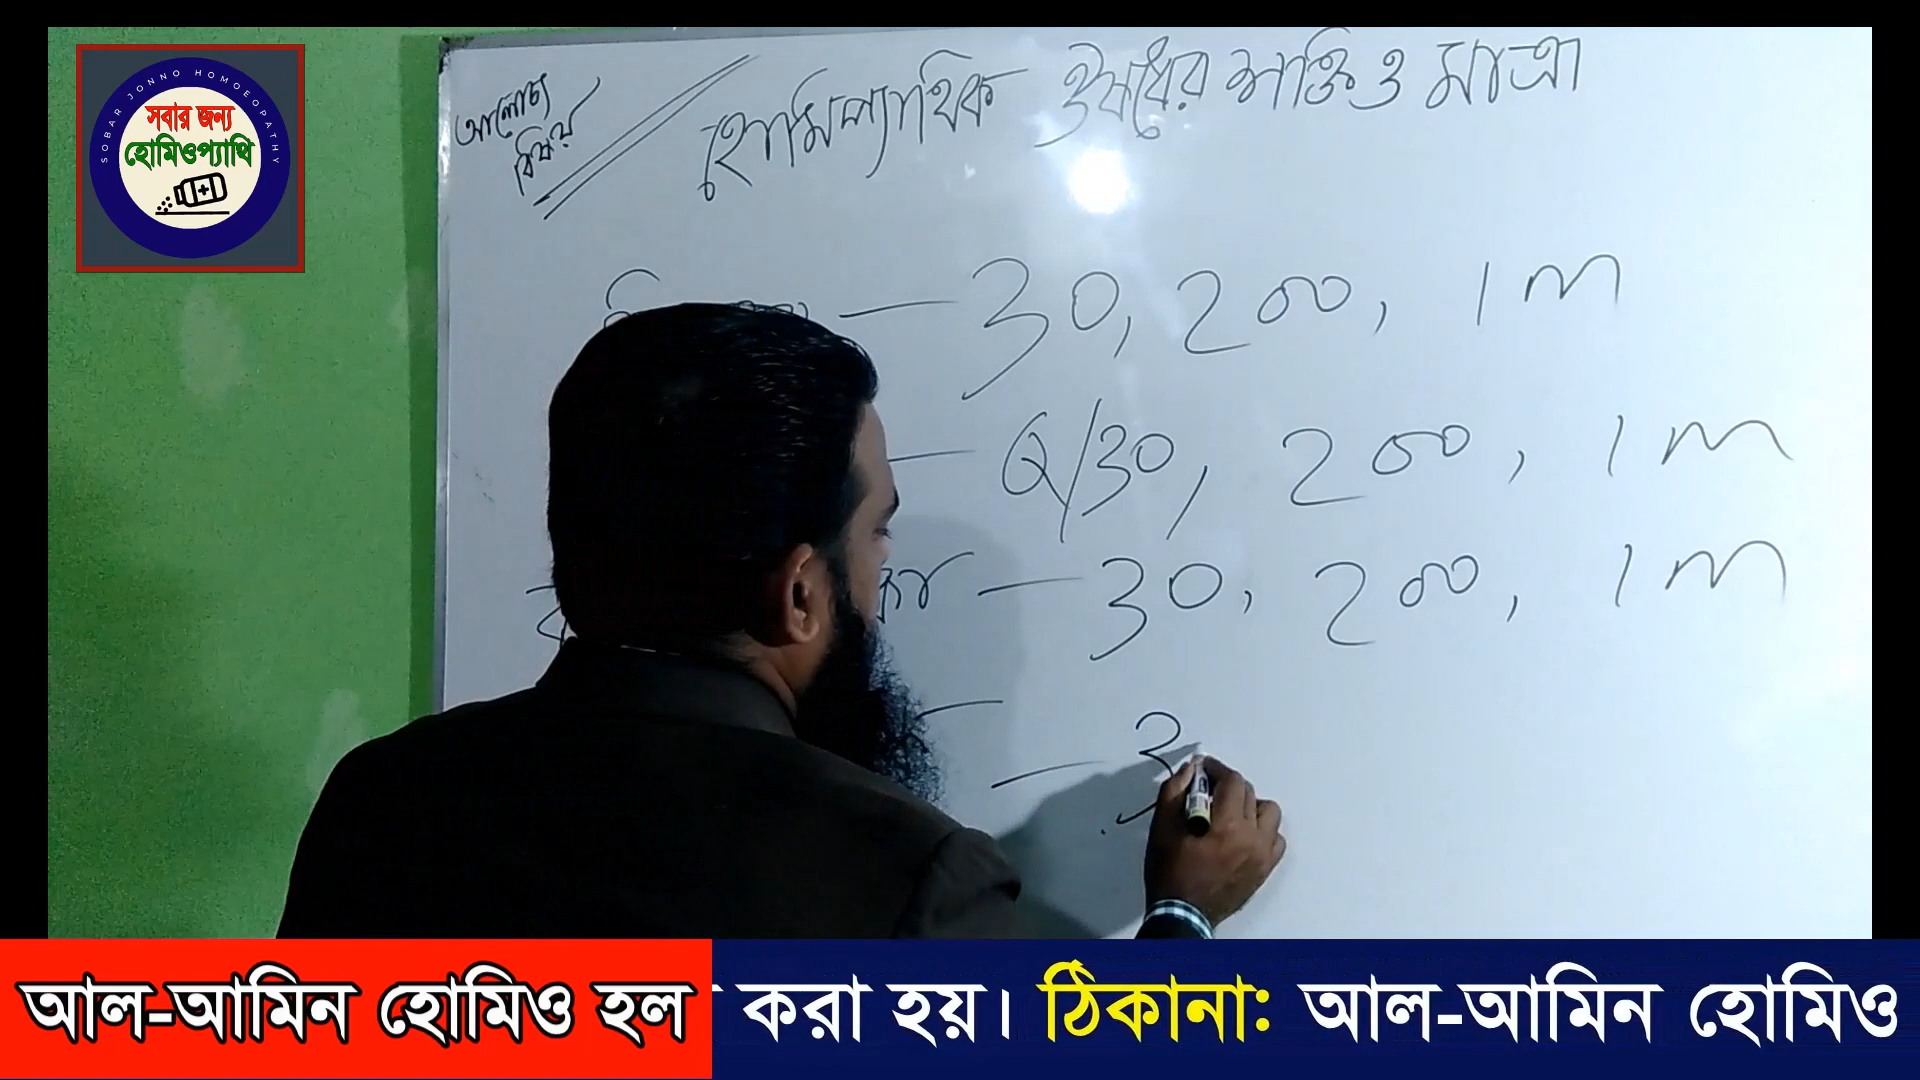 SOBAR JONNO HOMOEOPATHY
সবার জন্য
হোমিওপ্যাথি
আলোচ্য
বিষয়
হোমিপ্যাথিক ঔষধের শক্তি ও মাত্রা
— 30, 200, 1m
— Q/30, 200, 1m
— 30, 200, 1m
—
— 3
আল-আমিন হোমিও হল
করা হয়। ঠিকানাঃ আল-আমিন হোমিও